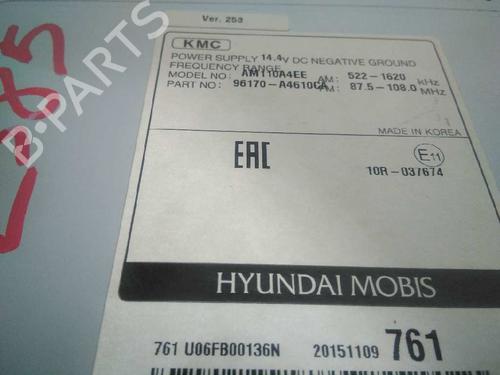 Ver. 253
KMC
POWER SUPPLY 14.4V DC NEGATIVE GROUND
FREQUENCY RANGE AM: 522-1620 kHz
MODEL NO: AM110A4EE AM: 87.5-108.0 MHz
PART NO: 96170-A4610CA
MADE IN KOREA
EAC
E11
10R-037674
HYUNDAI MOBIS
761 U06FB00136N 20151109 761
B-PARTS